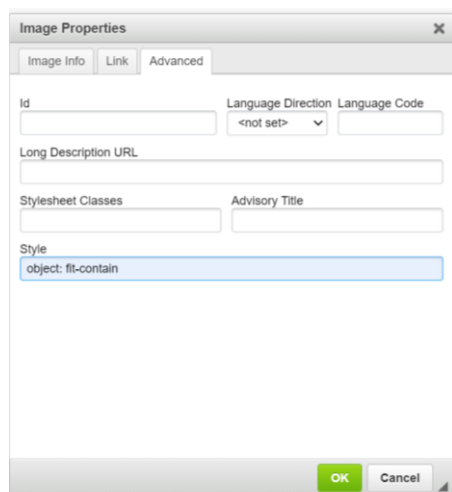 Image Properties
Image Info Link Advanced
Id Language Direction Language Code
<not set>
Long Description URL
Stylesheet Classes Advisory Title
Style
object: fit-contain
OK Cancel